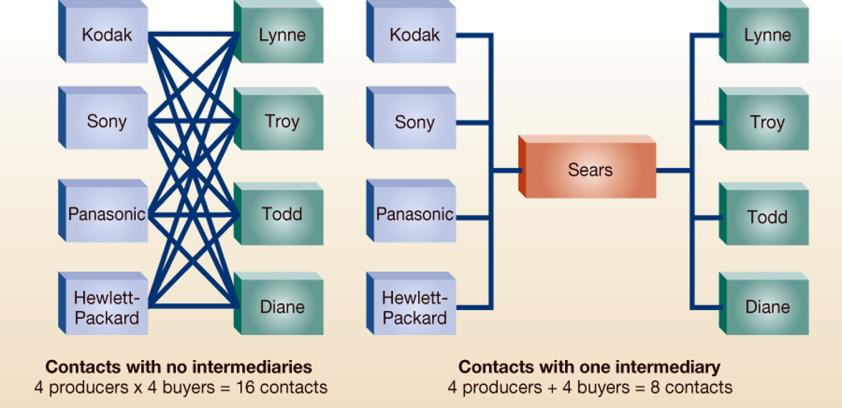 Kodak
Lynne
Sony
Troy
Panasonic
Todd
Hewlett-
Packard
Diane
Contacts with no intermediaries
4 producers x 4 buyers = 16 contacts
Kodak
Sony
Panasonic
Hewlett-
Packard
Sears
Lynne
Troy
Todd
Diane
Contacts with one intermediary
4 producers + 4 buyers = 8 contacts